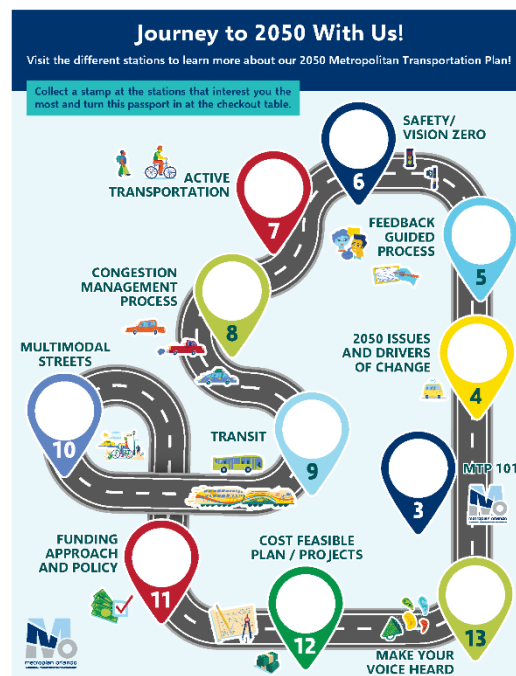 Journey to 2050 With Us!
Visit the different stations to learn more about our 2050 Metropolitan Transportation Plan!
Collect a stamp at the stations that interest you the
most and turn this passport in at the checkout table.
SAFETY/
VISION ZERO
6
ACTIVE
TRANSPORTATION
7
FEEDBACK
GUIDED
PROCESS
5
CONGESTION
MANAGEMENT
PROCESS
8
2050 ISSUES
AND DRIVERS
OF CHANGE
4
MULTIMODAL
STREETS
10
TRANSIT
9
MTP 101
3
metroplan orlando
FUNDING
APPROACH
AND POLICY
11
COST FEASIBLE
PLAN / PROJECTS
12
13
MAKE YOUR
VOICE HEARD
metroplan orlando